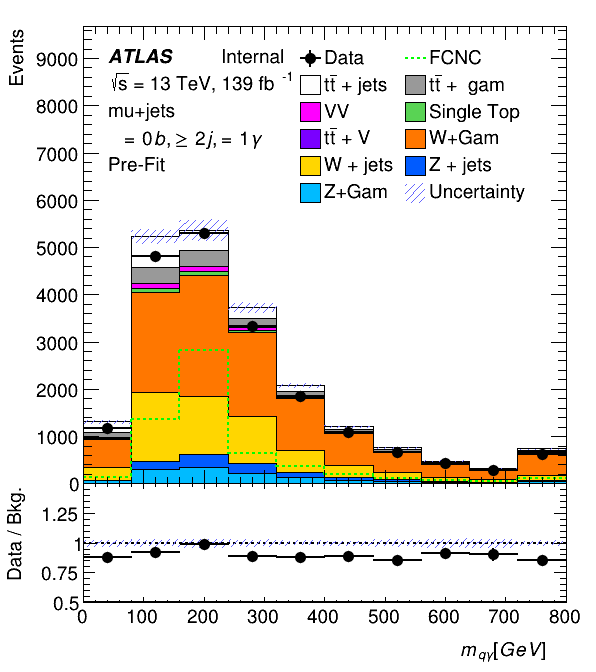 Events
9000
8000
7000
6000
5000
4000
3000
2000
1000
0
ATLAS Internal
√s = 13 TeV, 139 fb⁻¹
mu+jets
= 0b, ≥ 2j, = 1γ
Pre-Fit
Data
FCNC
tt̄ + jets
tt̄ + gam
VV
Single Top
tt̄ + V
W+Gam
W + jets
Z + jets
Z+Gam
Uncertainty
Data / Bkg.
1.25
1
0.75
0.5
0 100 200 300 400 500 600 700 800
m_qγ[GeV]